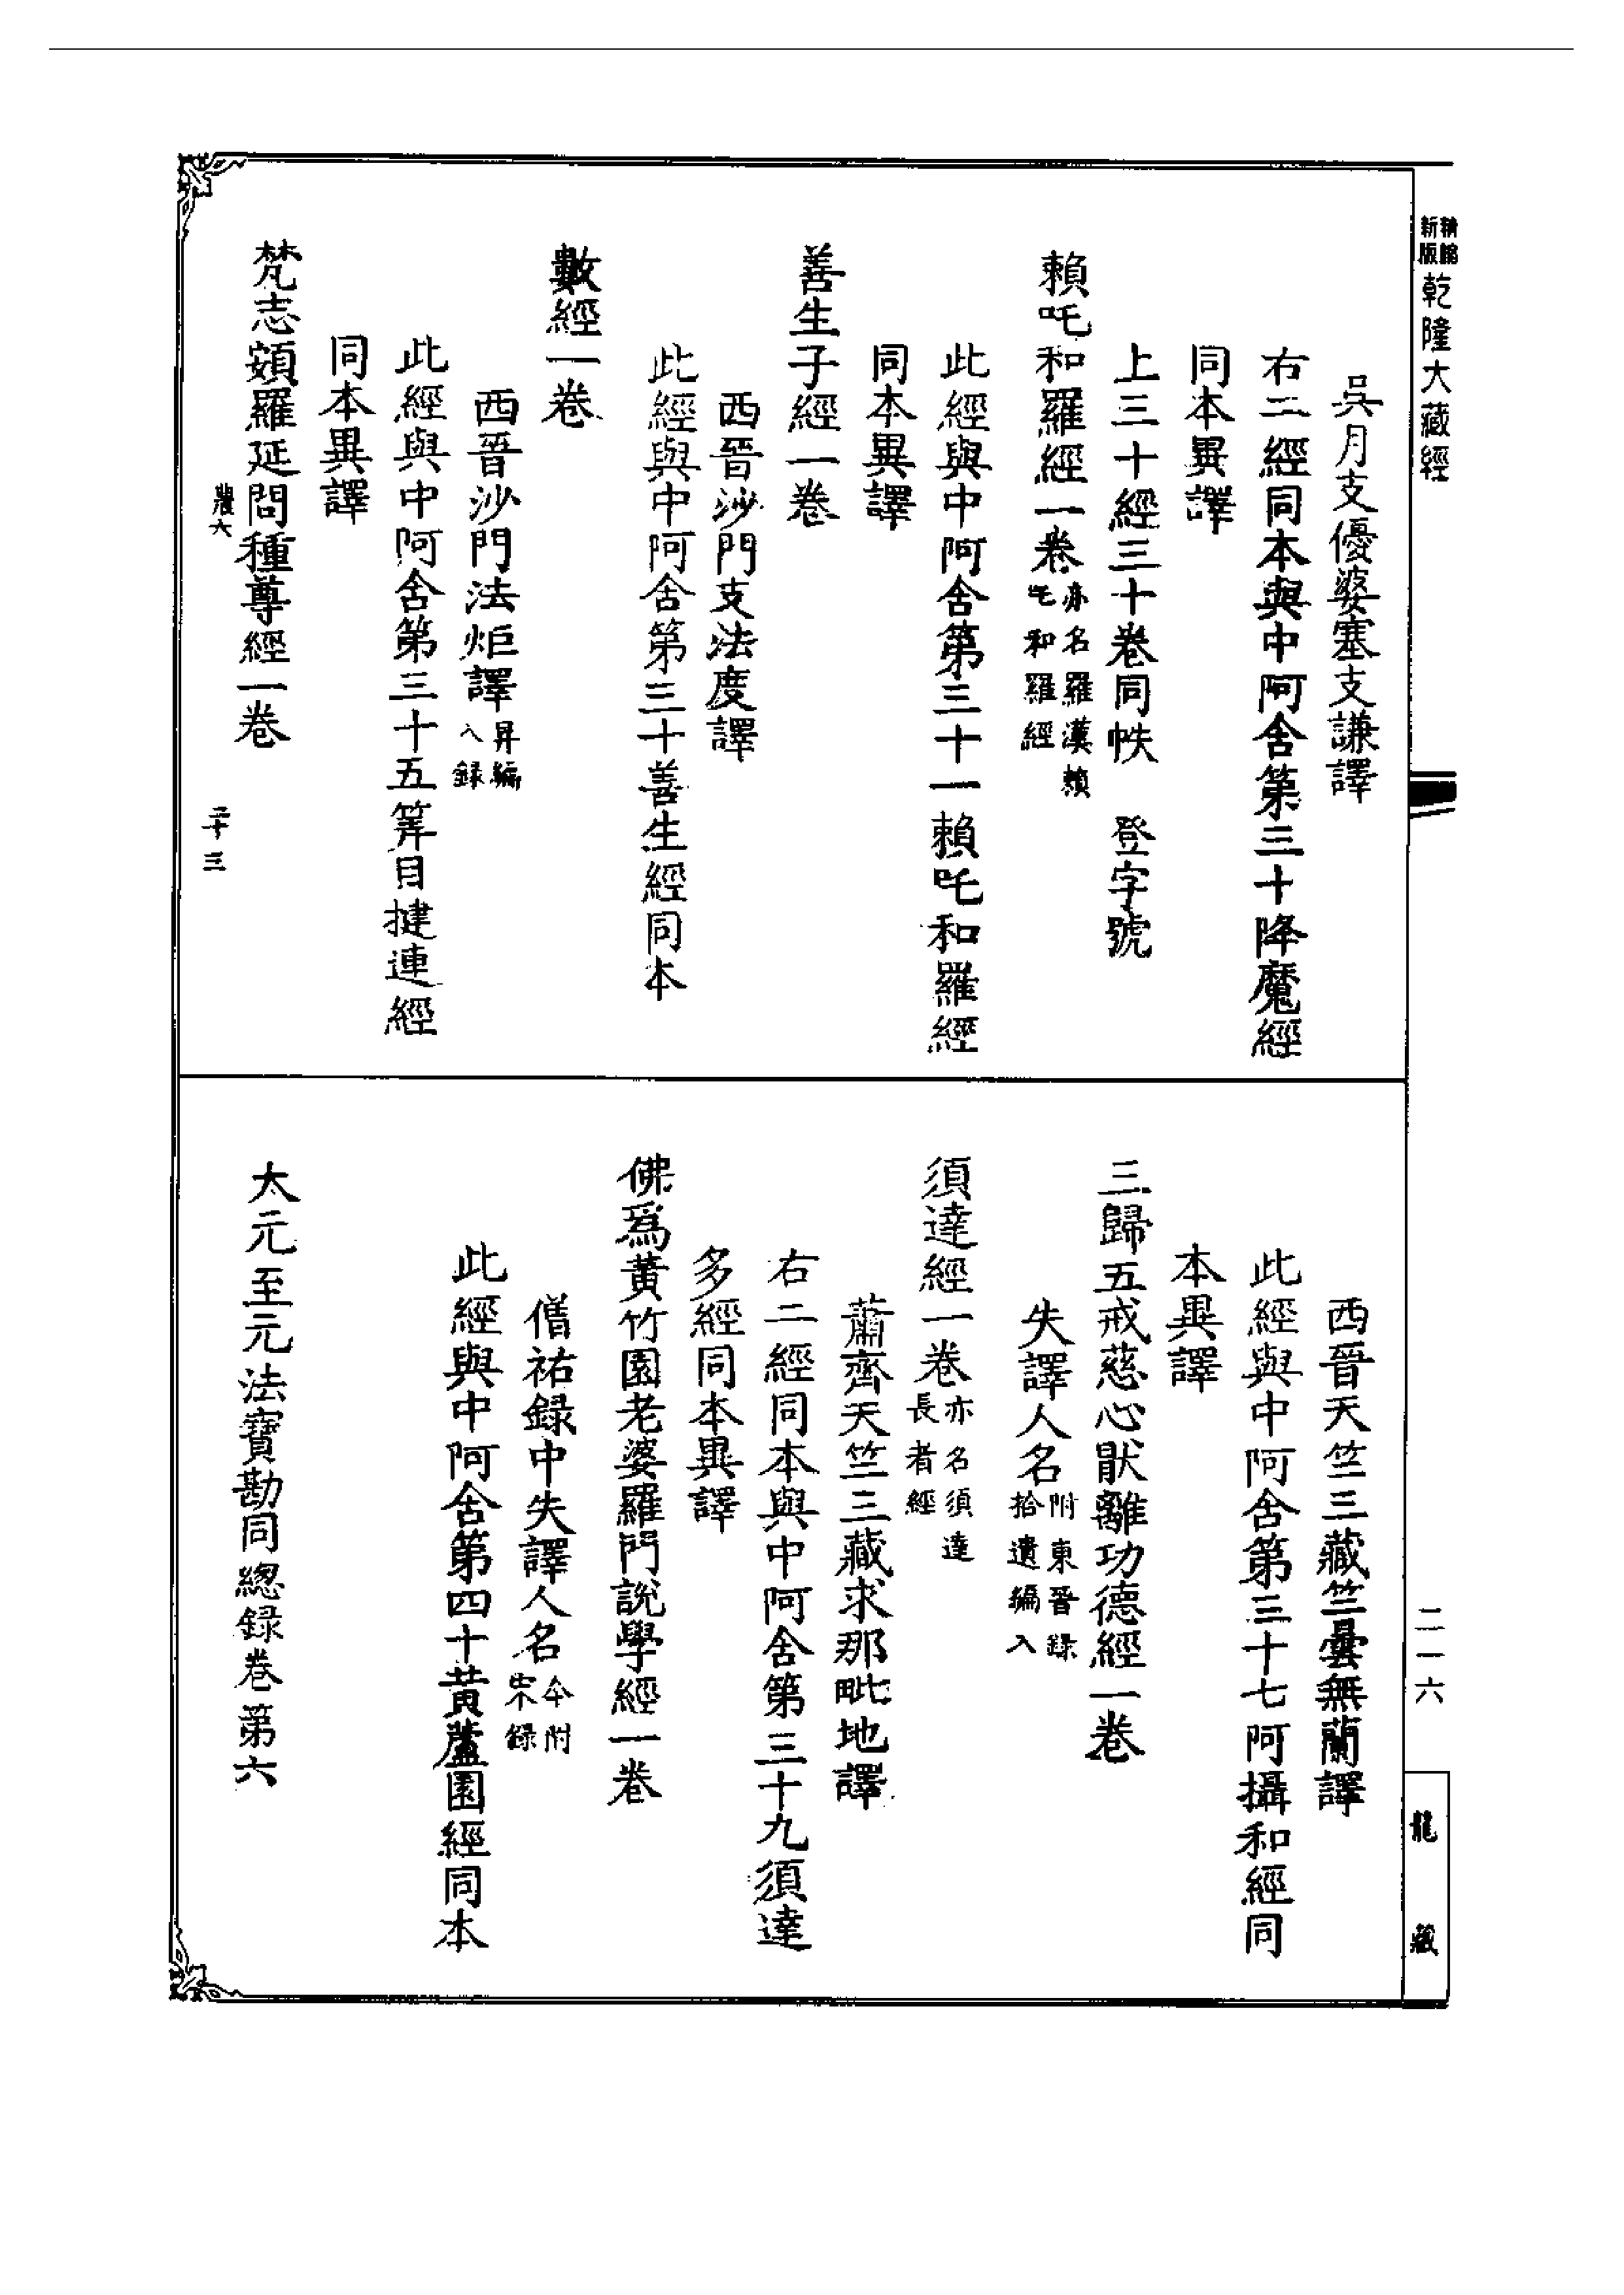 新版
精縮
乾隆大藏經
吳月支優婆塞支謙譯
右二經同本與中阿含第三十降魔經
同本異譯
上三十經三十卷同帙　登字號
賴吒和羅經一卷亦名羅漢賴吒和羅經
此經與中阿含第三十一賴吒和羅經
同本異譯
善生子經一卷
西晉沙門支法度譯
此經與中阿含第三十善生經同本
數經一卷
西晉沙門法炬譯昇編入録
此經與中阿含第三十五筭目揵連經
同本異譯
梵志頞羅延問種尊經一卷
二十三
西晉天竺三藏竺曇無蘭譯
此經與中阿含第三十七阿攝和經同
本異譯
三歸五戒慈心厭離功德經一卷
失譯人名附東晉録拾遺編入
須達經一卷亦名須達長者經
蕭齊天竺三藏求那毗地譯
右二經同本與中阿含第三十九須達
多經同本異譯
佛爲黃竹園老婆羅門說學經一卷
僧祐録中失譯人名今附宋録
此經與中阿含第四十黃蘆園經同本
大元至元法寶勘同總録卷第六
二一六
龍藏